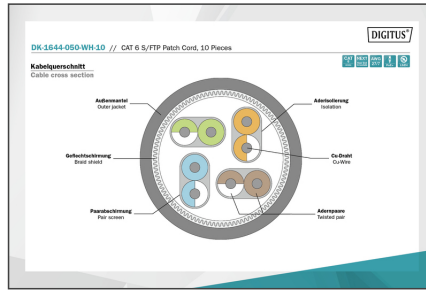 DIGITUS®
DK-1644-050-WH-10 // CAT 6 S/FTP Patch Cord, 10 Pieces
Kabelquerschnitt
Cable cross section
Außenmantel
Outer jacket
Aderisolierung
Isolation
Geflechtschirmung
Braid shield
Cu-Draht
Cu-Wire
Paarabschirmung
Pair screen
Adernpaare
Twisted pair